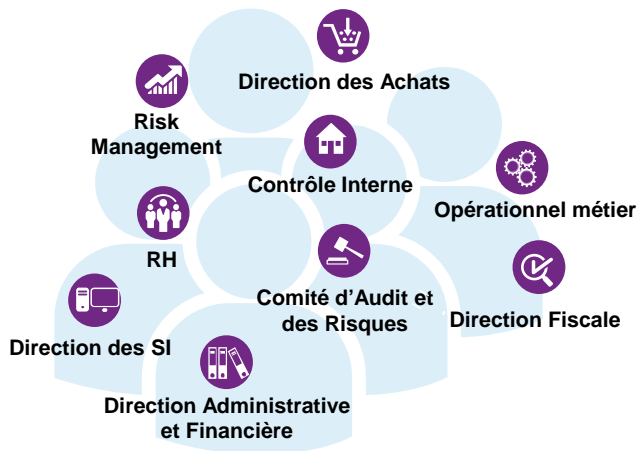 Direction des Achats
Risk
Management
Contrôle Interne
Opérationnel métier
RH
Comité d'Audit et
des Risques
Direction Fiscale
Direction des SI
Direction Administrative
et Financière